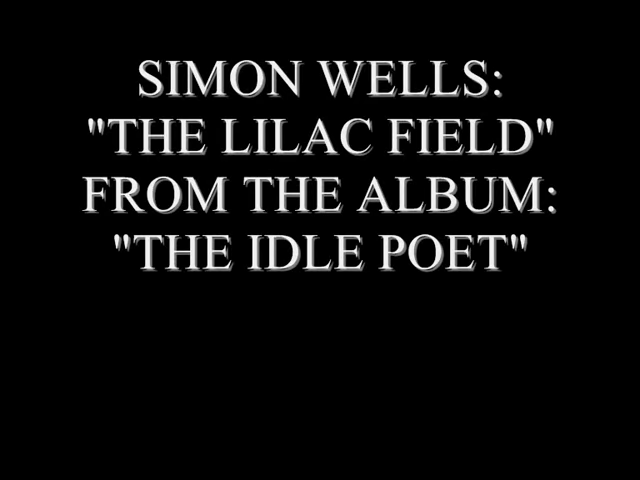 SIMON WELLS:
"THE LILAC FIELD"
FROM THE ALBUM:
"THE IDLE POET"